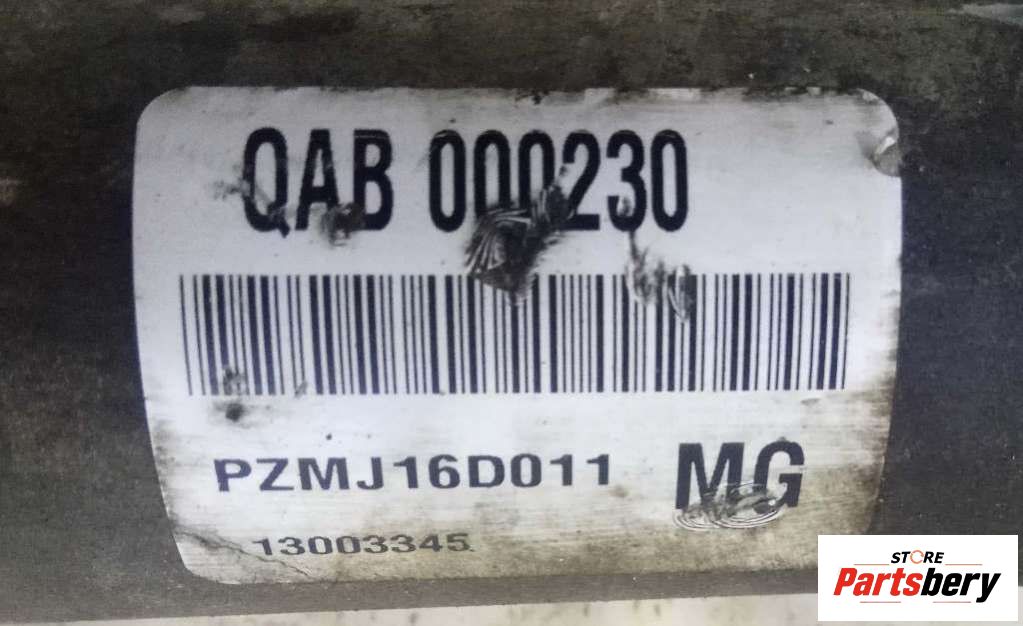 QAB 000230
PZMJ16D011 MG
13003345
STORE
Partsbery